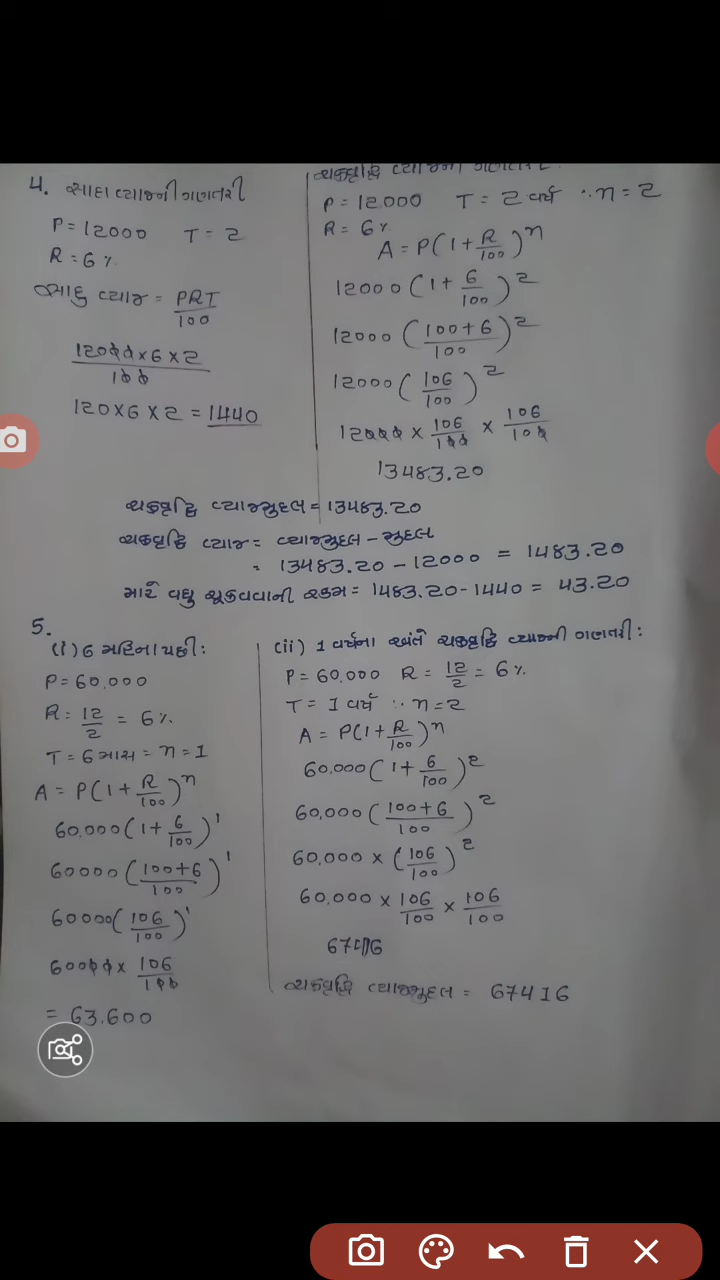 4. સાદા વ્યાજની ગણતરી
P = 12000 T = 2
R = 6 %
સાદુ વ્યાજ = PRT / 100
12000 × 6 × 2 / 100
120 × 6 × 2 = 1440
ચક્રવૃદ્ધિ વ્યાજની ગણતરી :
P = 12000 T = 2 વર્ષ ∴ n = 2
R = 6 %
A = P(1 + R/100)^n
12000 (1 + 6/100)^2
12000 (100+6 / 100)^2
12000 (106/100)^2
12000 × 106/100 × 106/100
13483.20
ચક્રવૃદ્ધિ વ્યાજમુદ્દલ = 13483.20
ચક્રવૃદ્ધિ વ્યાજ = વ્યાજમુદ્દલ - મુદ્દલ
= 13483.20 - 12000 = 1483.20
માટે વધુ ચૂકવવાની રકમ = 1483.20 - 1440 = 43.20
5.
(i) 6 મહિના પછી :
P = 60,000
R = 12/2 = 6 %
T = 6 માસ = n = 1
A = P(1 + R/100)^n
60,000 (1 + 6/100)^1
60000 (100+6 / 100)^1
60000 (106/100)^1
60000 × 106/100
= 63.600
(ii) 1 વર્ષના અંતે ચક્રવૃદ્ધિ વ્યાજની ગણતરી :
P = 60,000 R = 12/2 = 6 %
T = 1 વર્ષ ∴ n = 2
A = P(1 + R/100)^n
60,000 (1 + 6/100)^2
60,000 (100+6 / 100)^2
60,000 × (106/100)^2
60,000 × 106/100 × 106/100
67416
ચક્રવૃદ્ધિ વ્યાજમુદ્દલ = 67416